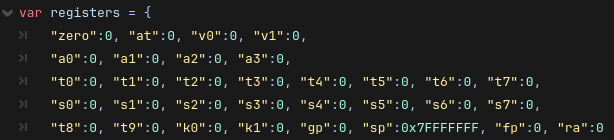 var registers = {
"zero":0, "at":0, "v0":0, "v1":0,
"a0":0, "a1":0, "a2":0, "a3":0,
"t0":0, "t1":0, "t2":0, "t3":0, "t4":0, "t5":0, "t6":0, "t7":0,
"s0":0, "s1":0, "s2":0, "s3":0, "s4":0, "s5":0, "s6":0, "s7":0,
"t8":0, "t9":0, "k0":0, "k1":0, "gp":0, "sp":0x7FFFFFFF, "fp":0, "ra":0